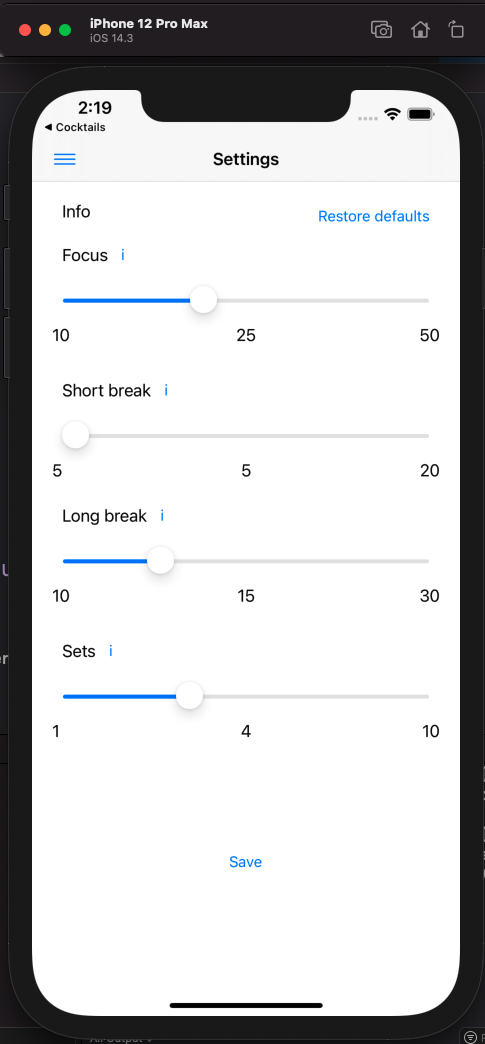 iPhone 12 Pro Max
iOS 14.3
2:19
◀ Cocktails
Settings
Info
Restore defaults
Focus i
10 25 50
Short break i
5 5 20
Long break i
10 15 30
Sets i
1 4 10
Save